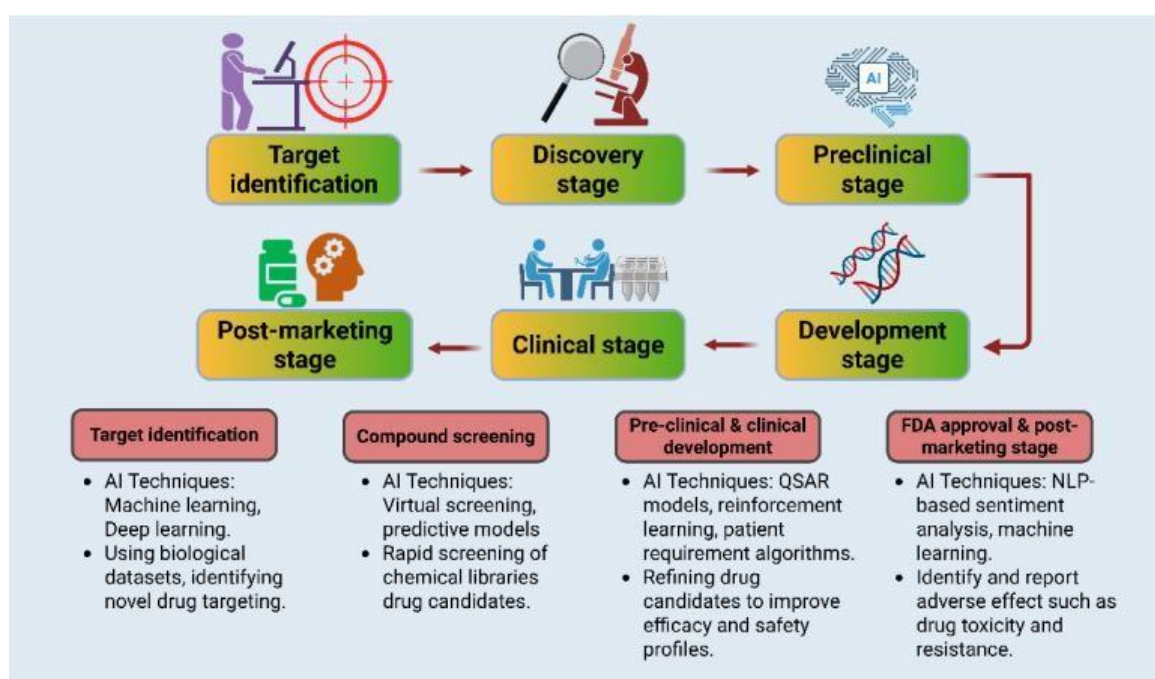 AI
Target
identification
Discovery
stage
Preclinical
stage
Post-marketing
stage
Clinical stage
Development
stage
Target identification
• AI Techniques:
Machine learning,
Deep learning.
• Using biological
datasets, identifying
novel drug targeting.
Compound screening
• AI Techniques:
Virtual screening,
predictive models
• Rapid screening of
chemical libraries
drug candidates.
Pre-clinical & clinical
development
• AI Techniques: QSAR
models, reinforcement
learning, patient
requirement algorithms.
• Refining drug
candidates to improve
efficacy and safety
profiles.
FDA approval & post-
marketing stage
• AI Techniques: NLP-
based sentiment
analysis, machine
learning.
• Identify and report
adverse effect such as
drug toxicity and
resistance.